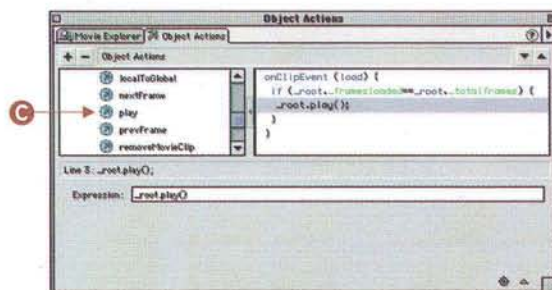 Object Actions
Movie Explorer Object Actions
+ - Object Actions
localToGlobal
nextFrame
C play
prevFrame
removeMovieClip
onClipEvent (load) {
if (_root._framesloaded==_root._totalframes) {
_root.play();
}
}
Line 3: _root.play();
Expression: _root.play()